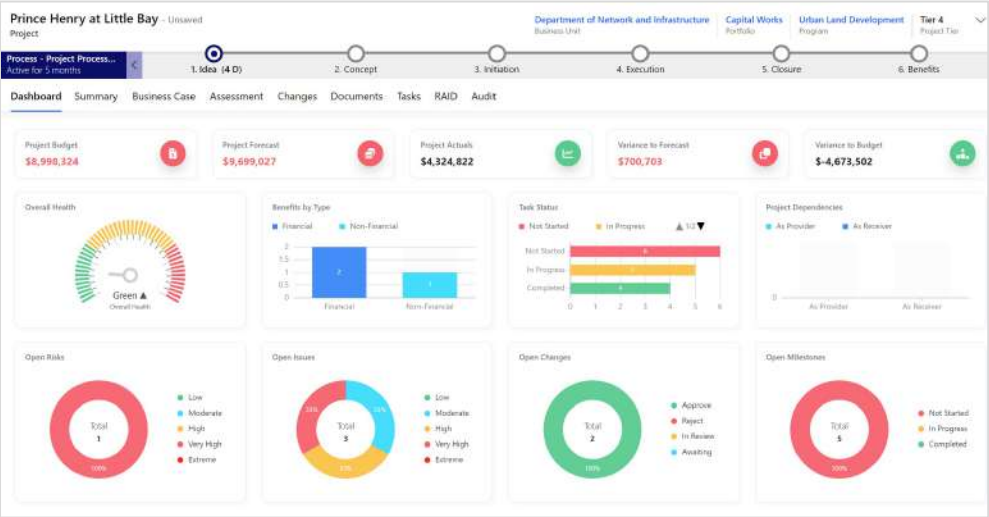 Prince Henry at Little Bay - Unsaved
Project
Department of Network and Infrastructure
Business Unit
Capital Works
Portfolio
Urban Land Development
Program
Tier 4
Project Tier
Process - Project Process...
Active for 5 months
1. Idea (4 D)
2. Concept
3. Initiation
4. Execution
5. Closure
6. Benefits
Dashboard Summary Business Case Assessment Changes Documents Tasks RAID Audit
Project Budget
$8,998,324
Project Forecast
$9,699,027
Project Actuals
$4,324,822
Variance to Forecast
$700,703
Variance to Budget
$-4,673,502
Overall Health
Green ▲
Overall Health
Benefits by Type
Financial Non-Financial
2
1.5
1
0.5
0
2
1
Financial Non-Financial
Task Status
Not Started In Progress ▲ 1/2 ▼
Not Started 6
In Progress
Completed
0 1 2 3 4 5 6
Project Dependencies
As Provider As Receiver
0
As Provider As Receiver
Open Risks
Total
1
100%
Low
Moderate
High
Very High
Extreme
Open Issues
Total
3
33%
33%
33%
Low
Moderate
High
Very High
Extreme
Open Changes
Total
2
100%
Approve
Reject
In Review
Awaiting
Open Milestones
Total
5
100%
Not Started
In Progress
Completed